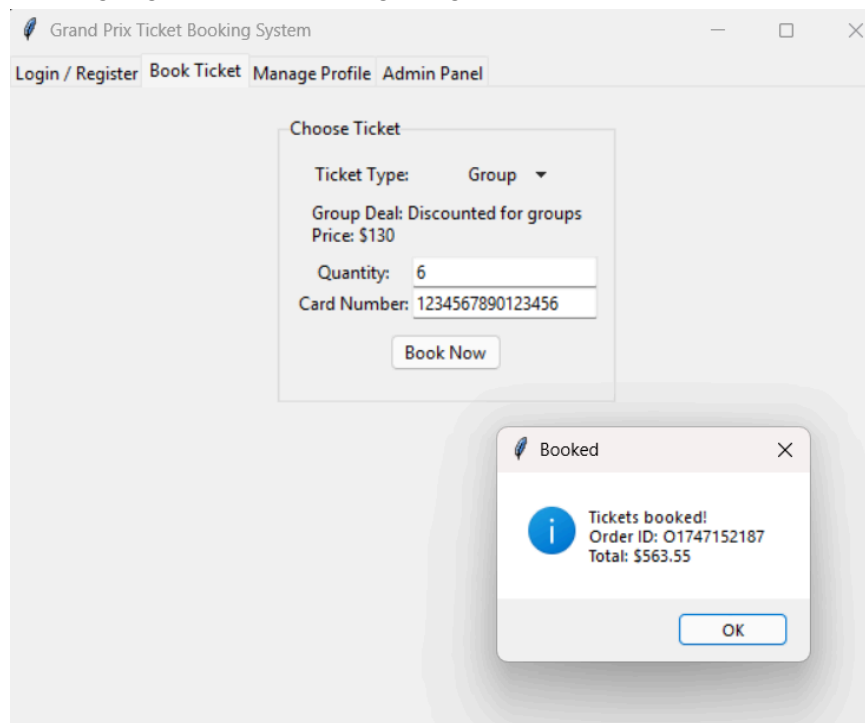 Grand Prix Ticket Booking System
Login / Register Book Ticket Manage Profile Admin Panel
Choose Ticket
Ticket Type: Group
Group Deal: Discounted for groups
Price: $130
Quantity: 6
Card Number: 1234567890123456
Book Now
Booked
Tickets booked!
Order ID: O1747152187
Total: $563.55
OK